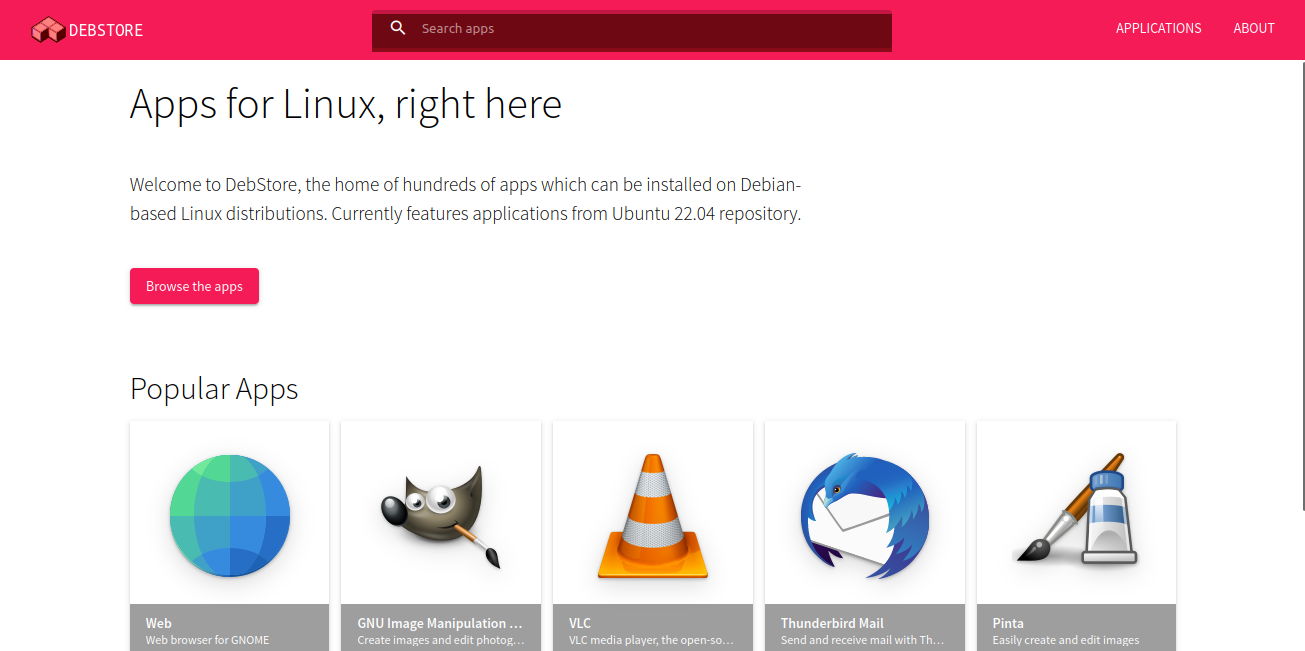 DEBSTORE
Search apps
APPLICATIONS
ABOUT
Apps for Linux, right here
Welcome to DebStore, the home of hundreds of apps which can be installed on Debian-
based Linux distributions. Currently features applications from Ubuntu 22.04 repository.
Browse the apps
Popular Apps
Web
Web browser for GNOME
GNU Image Manipulation ...
Create images and edit photog...
VLC
VLC media player, the open-so...
Thunderbird Mail
Send and receive mail with Th...
Pinta
Easily create and edit images